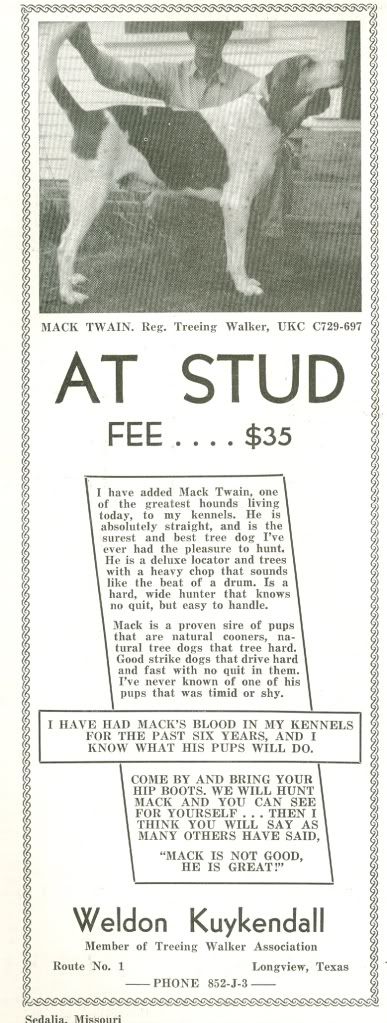 MACK TWAIN. Reg. Treeing Walker, UKC C729-697
AT STUD
FEE .... $35
I have added Mack Twain, one
of the greatest hounds living
today, to my kennels. He is
absolutely straight, and is the
surest and best tree dog I've
ever had the pleasure to hunt.
He is a deluxe locator and trees
with a heavy chop that sounds
like the beat of a drum. Is a
hard, wide hunter that knows
no quit, but easy to handle.
Mack is a proven sire of pups
that are natural cooners, na-
tural tree dogs that tree hard.
Good strike dogs that drive hard
and fast with no quit in them.
I've never known of one of his
pups that was timid or shy.
I HAVE HAD MACK'S BLOOD IN MY KENNELS
FOR THE PAST SIX YEARS, AND I
KNOW WHAT HIS PUPS WILL DO.
COME BY AND BRING YOUR
HIP BOOTS. WE WILL HUNT
MACK AND YOU CAN SEE
FOR YOURSELF ... THEN I
THINK YOU WILL SAY AS
MANY OTHERS HAVE SAID,
"MACK IS NOT GOOD,
HE IS GREAT!"
Weldon Kuykendall
Member of Treeing Walker Association
Route No. 1 Longview, Texas
PHONE 852-J-3
Sedalia, Missouri